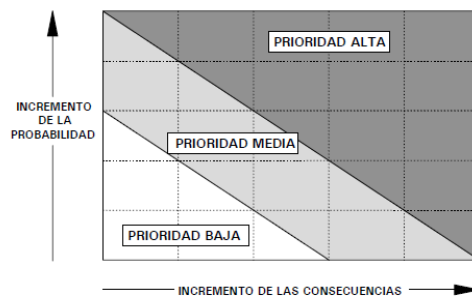 PRIORIDAD ALTA
INCREMENTO
DE LA
PROBABILIDAD
PRIORIDAD MEDIA
PRIORIDAD BAJA
INCREMENTO DE LAS CONSECUENCIAS